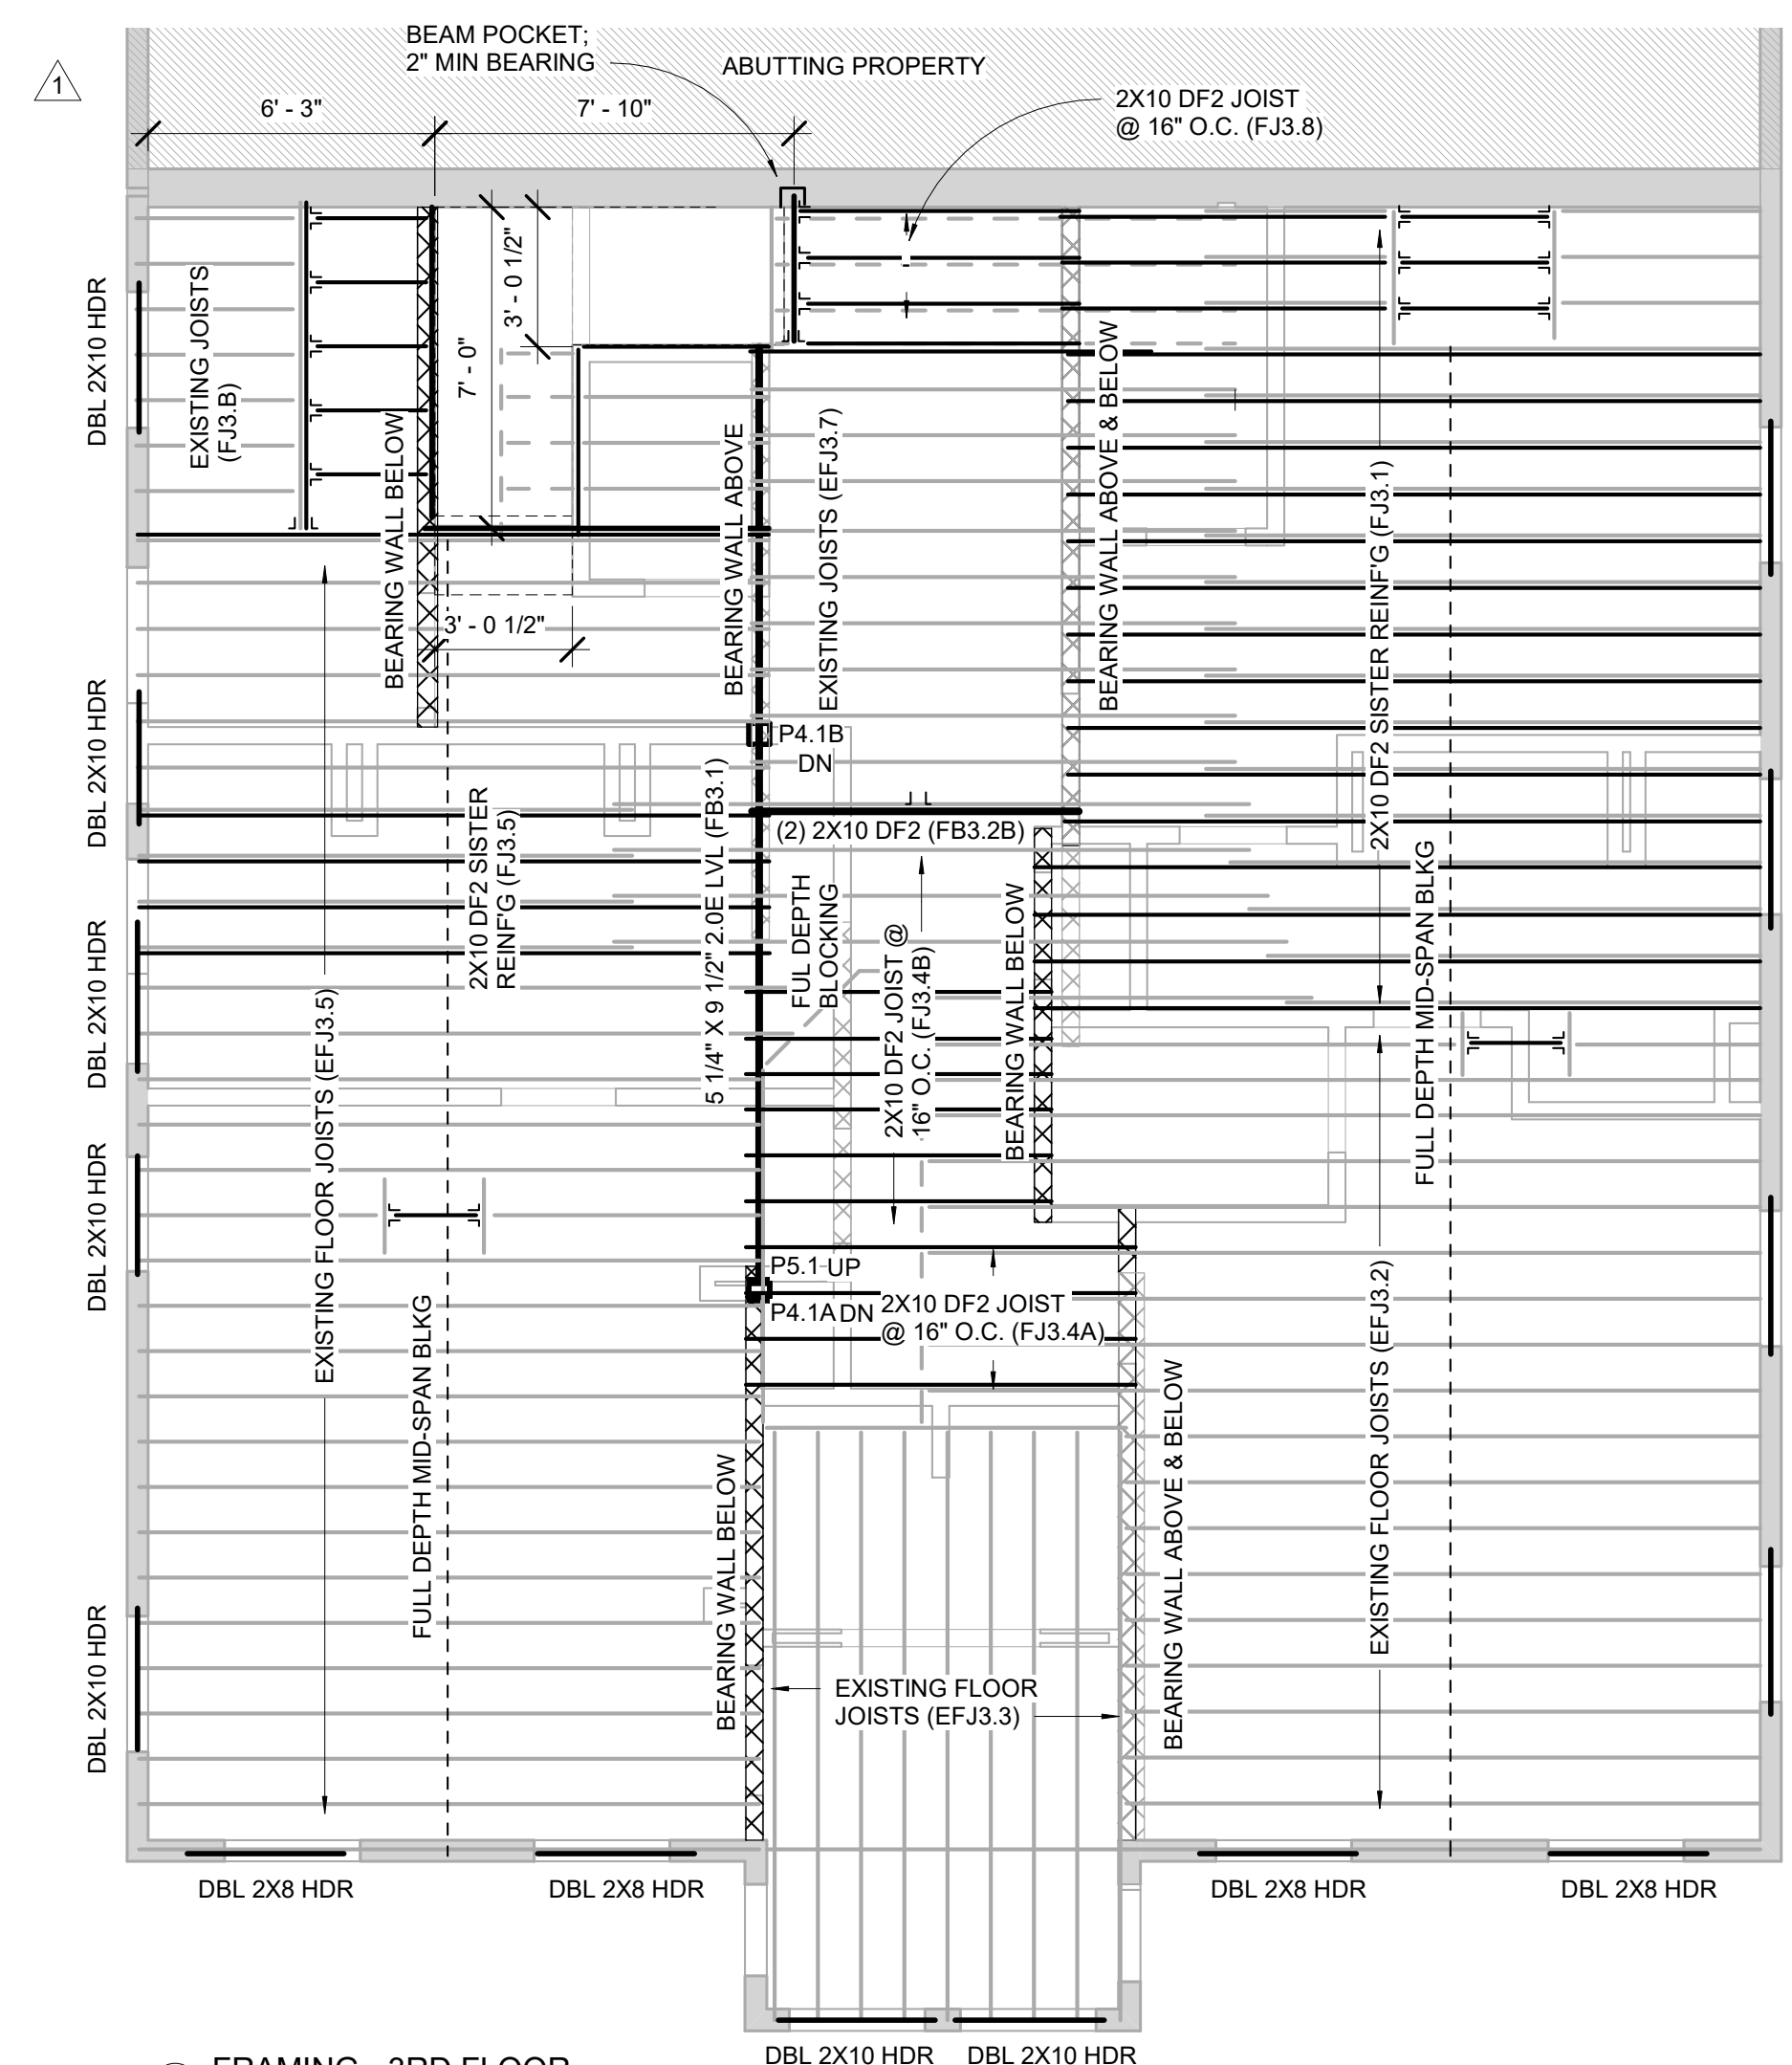 BEAM POCKET;
2" MIN BEARING
ABUTTING PROPERTY
1
6' - 3"
7' - 10"
2X10 DF2 JOIST
@ 16" O.C. (FJ3.8)
DBL 2X10 HDR
EXISTING JOISTS
(FJ3.B)
BEARING WALL BELOW
7' - 0"
3' - 0 1/2"
3' - 0 1/2"
BEARING WALL ABOVE
EXISTING JOISTS (EFJ3.7)
BEARING WALL ABOVE & BELOW
2X10 DF2 SISTER REINF'G (FJ3.1)
DBL 2X10 HDR
P4.1B
DN
(2) 2X10 DF2 (FB3.2B)
2X10 DF2 SISTER
REINF'G (FJ3.5)
5 1/4" X 9 1/2" 2.0E LVL (FB3.1)
FUL DEPTH
BLOCKING
2X10 DF2 JOIST @
16" O.C. (FJ3.4B)
BEARING WALL BELOW
FULL DEPTH MID-SPAN BLKG
DBL 2X10 HDR
EXISTING FLOOR JOISTS (EFJ3.5)
DBL 2X10 HDR
P5.1 UP
P4.1A DN
2X10 DF2 JOIST
@ 16" O.C. (FJ3.4A)
FULL DEPTH MID-SPAN BLKG
BEARING WALL BELOW
BEARING WALL ABOVE & BELOW
EXISTING FLOOR JOISTS (EFJ3.2)
DBL 2X10 HDR
EXISTING FLOOR
JOISTS (EFJ3.3)
DBL 2X8 HDR
DBL 2X8 HDR
DBL 2X8 HDR
DBL 2X8 HDR
DBL 2X10 HDR
DBL 2X10 HDR
FRAMING - 3RD FLOOR